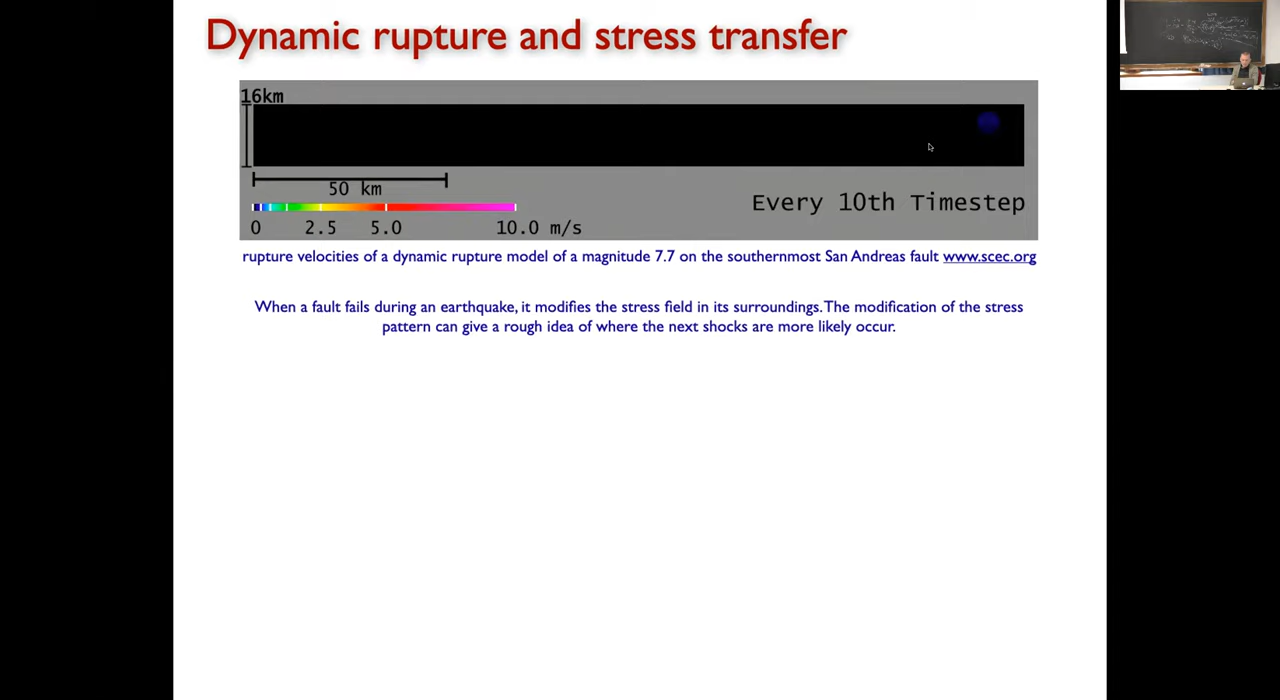 Dynamic rupture and stress transfer
16km
50 km
0 2.5 5.0 10.0 m/s
Every 10th Timestep
rupture velocities of a dynamic rupture model of a magnitude 7.7 on the southernmost San Andreas fault www.scec.org
When a fault fails during an earthquake, it modifies the stress field in its surroundings. The modification of the stress
pattern can give a rough idea of where the next shocks are more likely occur.